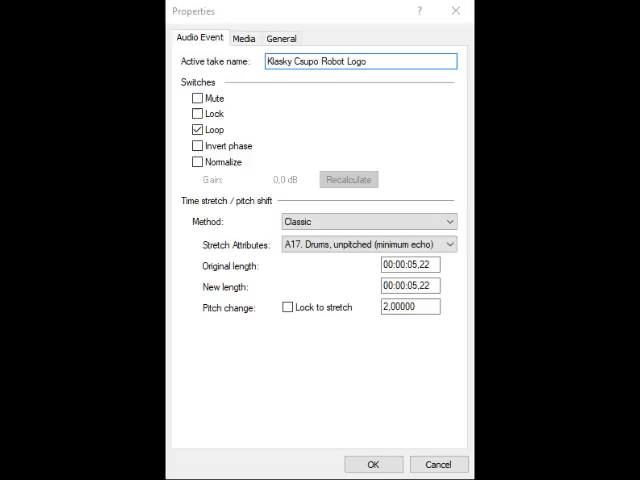 Properties
Audio Event Media General
Active take name: Klasky Csupo Robot Logo
Switches
Mute
Lock
Loop
Invert phase
Normalize
Gain: 0,0 dB Recalculate
Time stretch / pitch shift
Method: Classic
Stretch Attributes: A17. Drums, unpitched (minimum echo)
Original length: 00:00:05,22
New length: 00:00:05,22
Pitch change: Lock to stretch 2,00000
OK Cancel